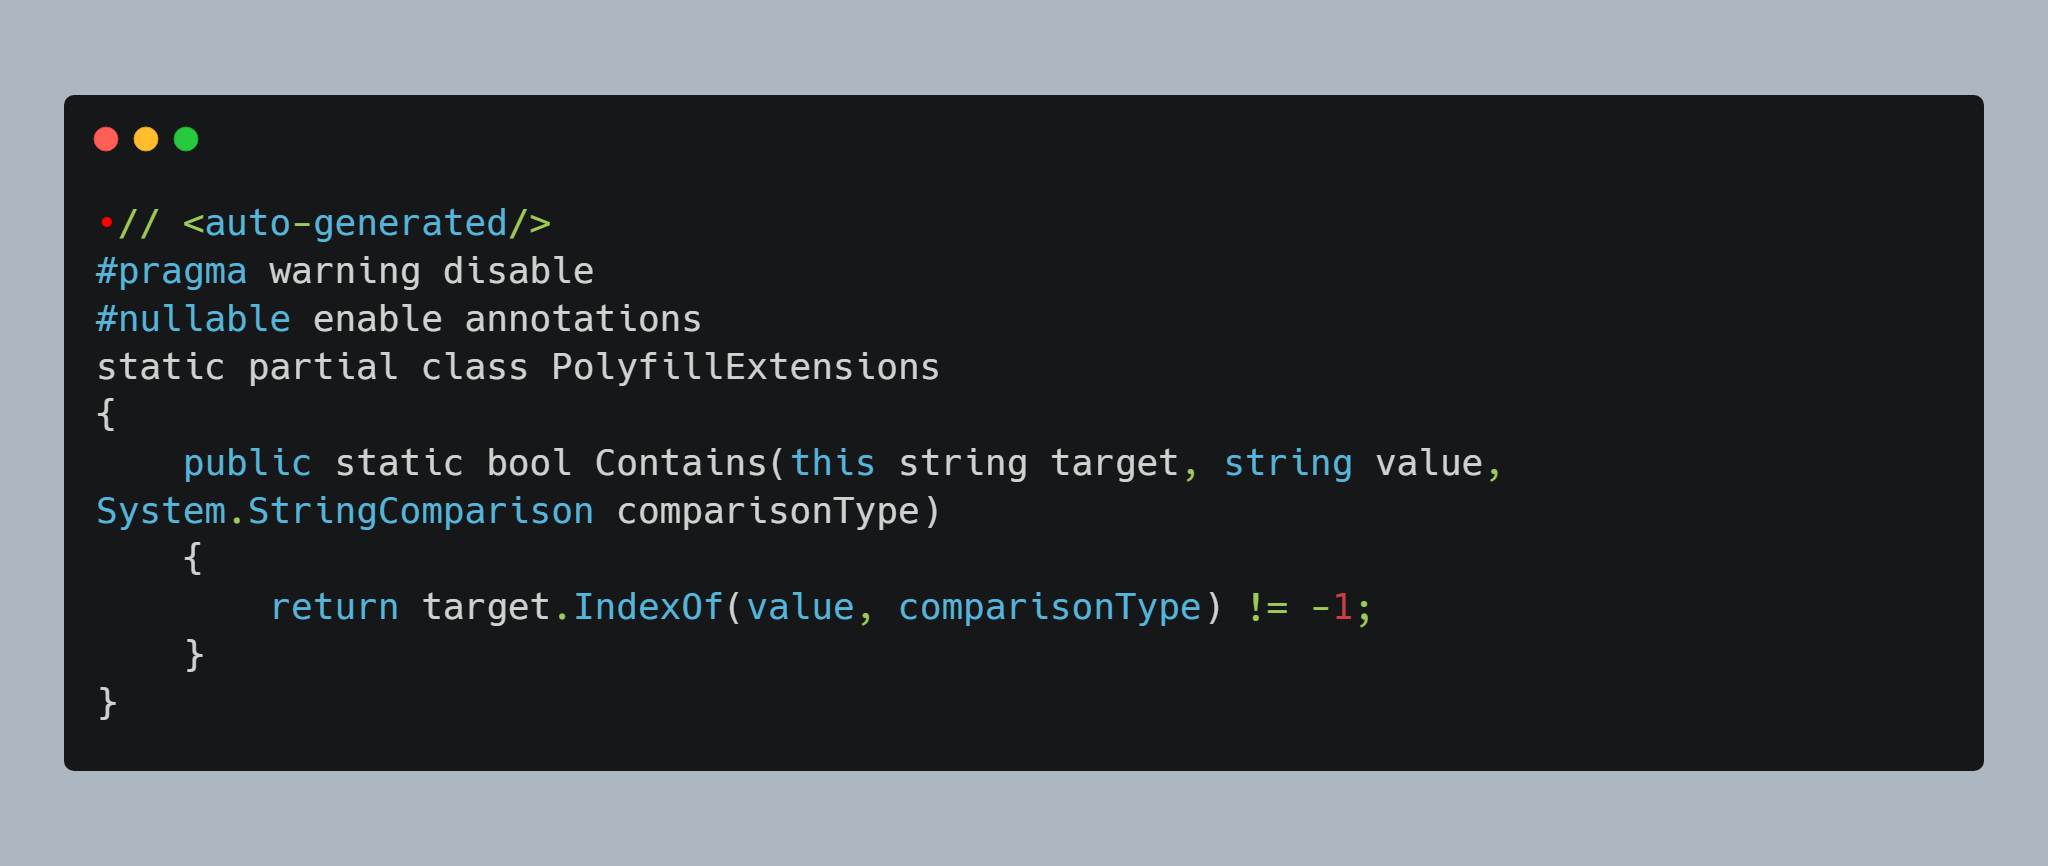 •// <auto-generated/>
#pragma warning disable
#nullable enable annotations
static partial class PolyfillExtensions
{
    public static bool Contains(this string target, string value,
System.StringComparison comparisonType)
    {
        return target.IndexOf(value, comparisonType) != -1;
    }
}